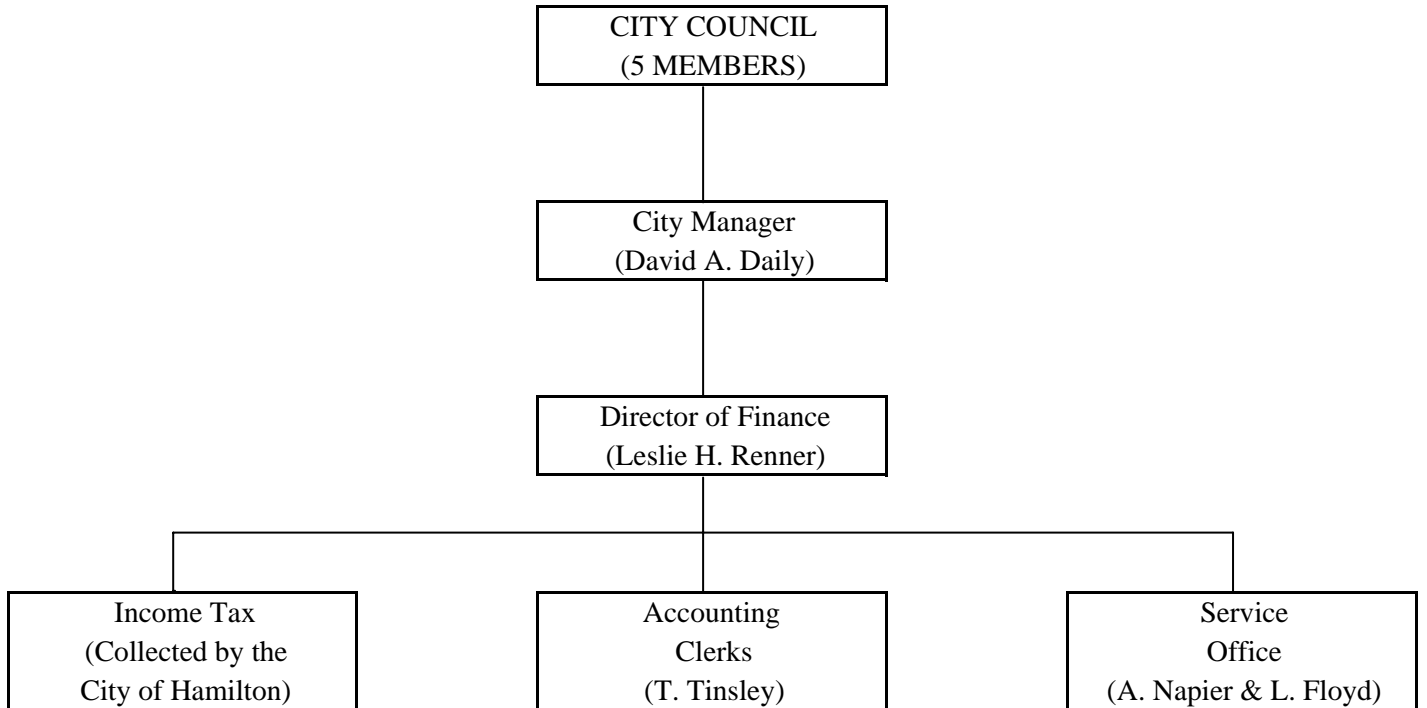 CITY COUNCIL
(5 MEMBERS)
City Manager
(David A. Daily)
Director of Finance
(Leslie H. Renner)
Income Tax
(Collected by the
City of Hamilton)
Accounting
Clerks
(T. Tinsley)
Service
Office
(A. Napier & L. Floyd)